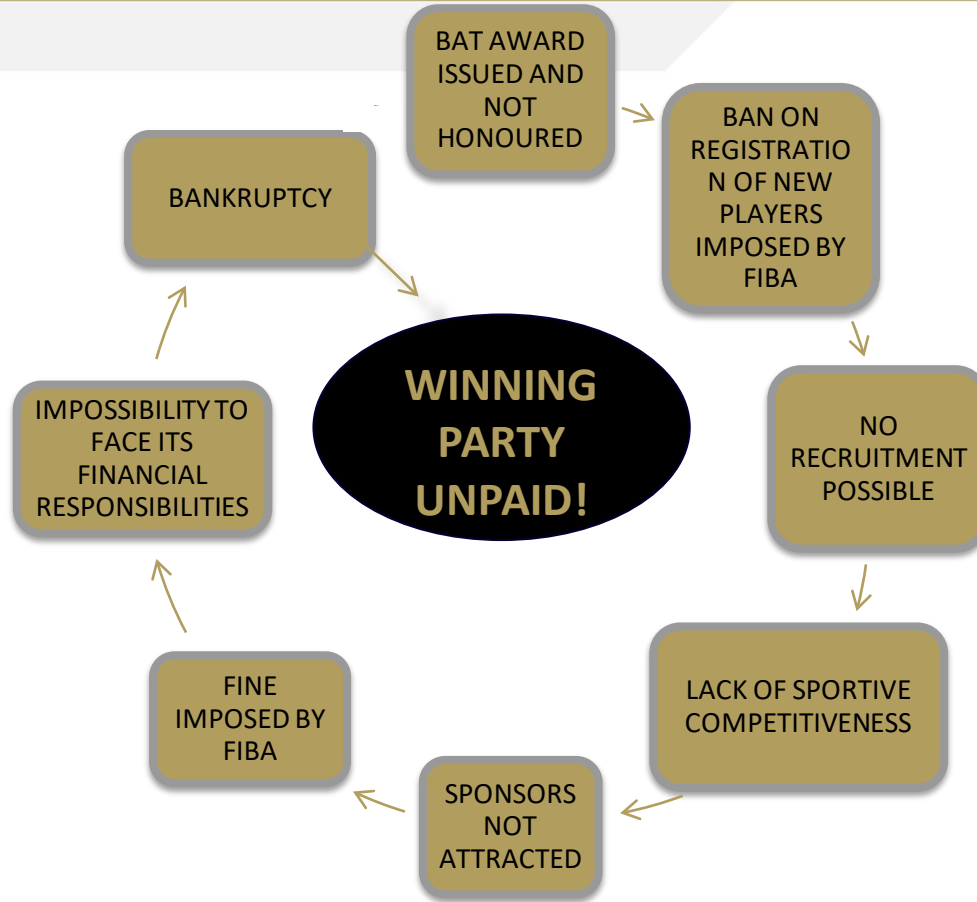 BAT AWARD
ISSUED AND
NOT
HONOURED
BAN ON
REGISTRATIO
N OF NEW
PLAYERS
IMPOSED BY
FIBA
NO
RECRUITMENT
POSSIBLE
LACK OF SPORTIVE
COMPETITIVENESS
SPONSORS
NOT
ATTRACTED
FINE
IMPOSED BY
FIBA
IMPOSSIBILITY TO
FACE ITS
FINANCIAL
RESPONSIBILITIES
BANKRUPTCY
WINNING
PARTY
UNPAID!